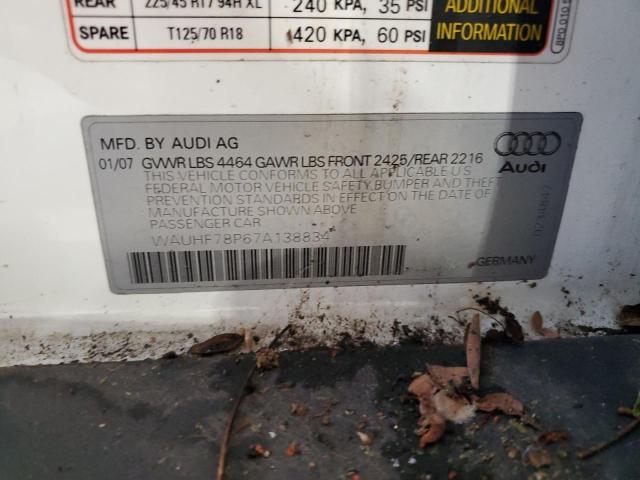 REAR 225/45 R17 94H XL 240 KPA, 35 PSI
SPARE T125/70 R18 420 KPA, 60 PSI
ADDITIONAL
INFORMATION
MFD. BY AUDI AG
01/07 GVWR LBS 4464 GAWR LBS FRONT 2425/REAR 2216
THIS VEHICLE CONFORMS TO ALL APPLICABLE U S
FEDERAL MOTOR VEHICLE SAFETY, BUMPER AND THEFT
PREVENTION STANDARDS IN EFFECT ON THE DATE OF
MANUFACTURE SHOWN ABOVE
PASSENGER CAR
WAUHF78P67A138834
Audi
GERMANY